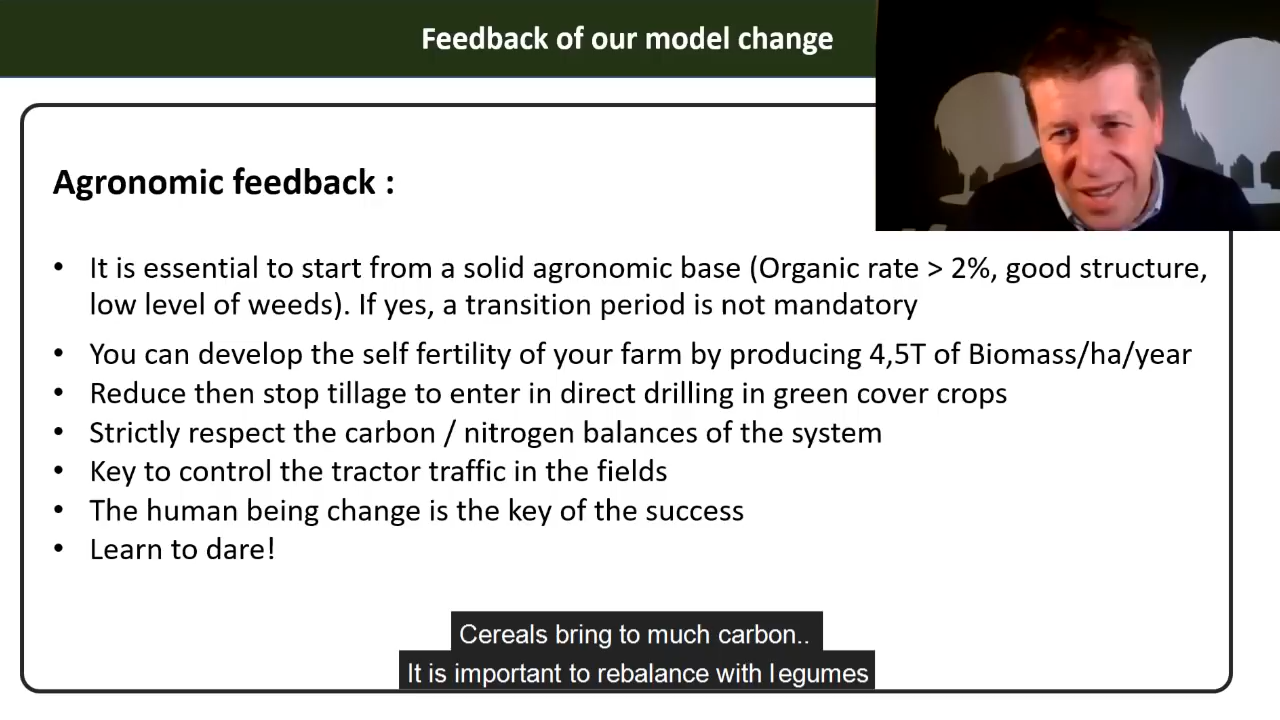 Feedback of our model change
Agronomic feedback :
• It is essential to start from a solid agronomic base (Organic rate > 2%, good structure,
low level of weeds). If yes, a transition period is not mandatory
• You can develop the self fertility of your farm by producing 4,5T of Biomass/ha/year
• Reduce then stop tillage to enter in direct drilling in green cover crops
• Strictly respect the carbon / nitrogen balances of the system
• Key to control the tractor traffic in the fields
• The human being change is the key of the success
• Learn to dare!
Cereals bring to much carbon..
It is important to rebalance with legumes